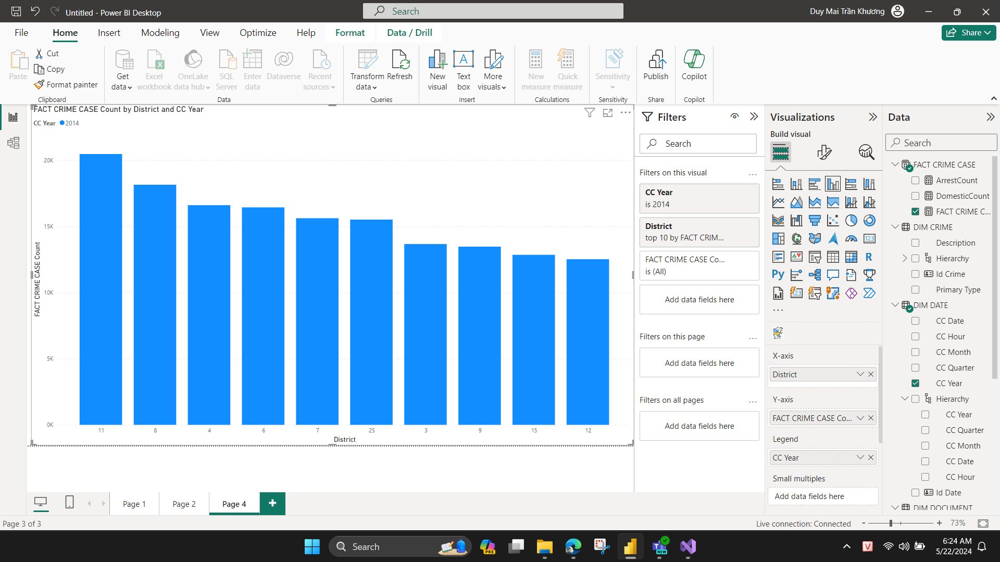 Untitled - Power BI Desktop
Search
Duy Mai Trần Khương
File
Home
Insert
Modeling
View
Optimize
Help
Format
Data / Drill
Share
Paste
Cut
Copy
Format painter
Clipboard
Get
data
Excel
workbook
OneLake
data hub
SQL
Server
Enter
data
Dataverse
Recent
sources
Data
Transform
data
Refresh
Queries
New
visual
Text
box
More
visuals
Insert
New
measure
Quick
measure
Calculations
Sensitivity
Sensitivity
Publish
Share
Copilot
Copilot
FACT CRIME CASE Count by District and CC Year
CC Year
2014
20K
15K
10K
5K
0K
FACT CRIME CASE Count
11
8
4
6
7
25
3
9
15
12
District
Filters
Search
Filters on this visual
...
CC Year
is 2014
District
top 10 by FACT CRIM...
FACT CRIME CASE Co...
is (All)
Add data fields here
Filters on this page
...
Add data fields here
Filters on all pages
...
Add data fields here
Visualizations
Build visual
123
R
Py
123
...
X-axis
District
Y-axis
FACT CRIME CASE Co...
Legend
CC Year
Small multiples
Add data fields here
Data
Search
FACT CRIME CASE
ArrestCount
DomesticCount
FACT CRIME C...
DIM CRIME
Description
Hierarchy
Id Crime
Primary Type
DIM DATE
CC Date
CC Hour
CC Month
CC Quarter
CC Year
Hierarchy
CC Year
CC Quarter
CC Month
CC Date
CC Hour
Id Date
DIM DOCUMENT
Page 1
Page 2
Page 4
+
Page 3 of 3
Live connection: Connected
- + 73%
Search
PRE
NEW
V
6:24 AM
5/22/2024